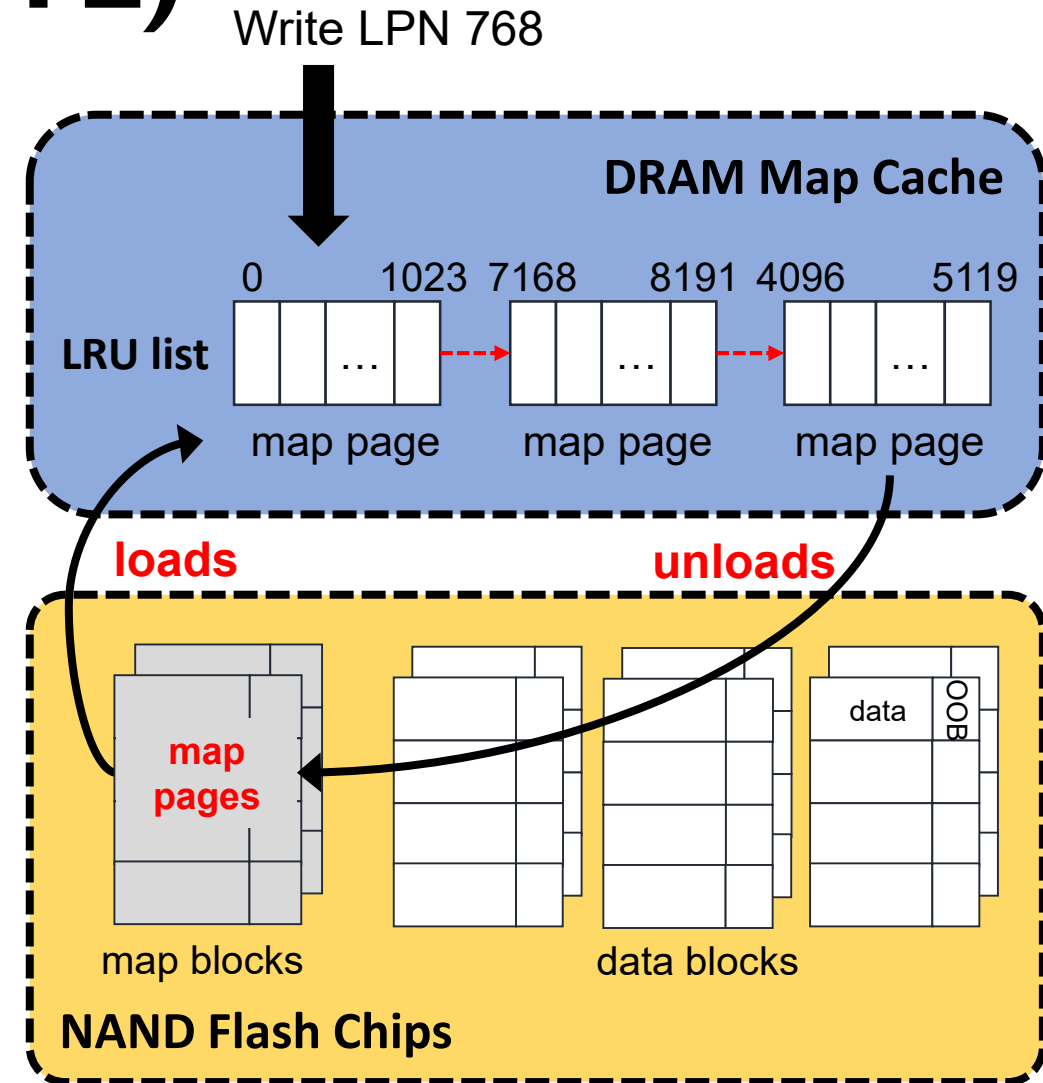 Write LPN 768
DRAM Map Cache
0 1023 7168 8191 4096 5119
LRU list
... ... ...
map page map page map page
loads unloads
map
pages
data OOB
map blocks data blocks
NAND Flash Chips